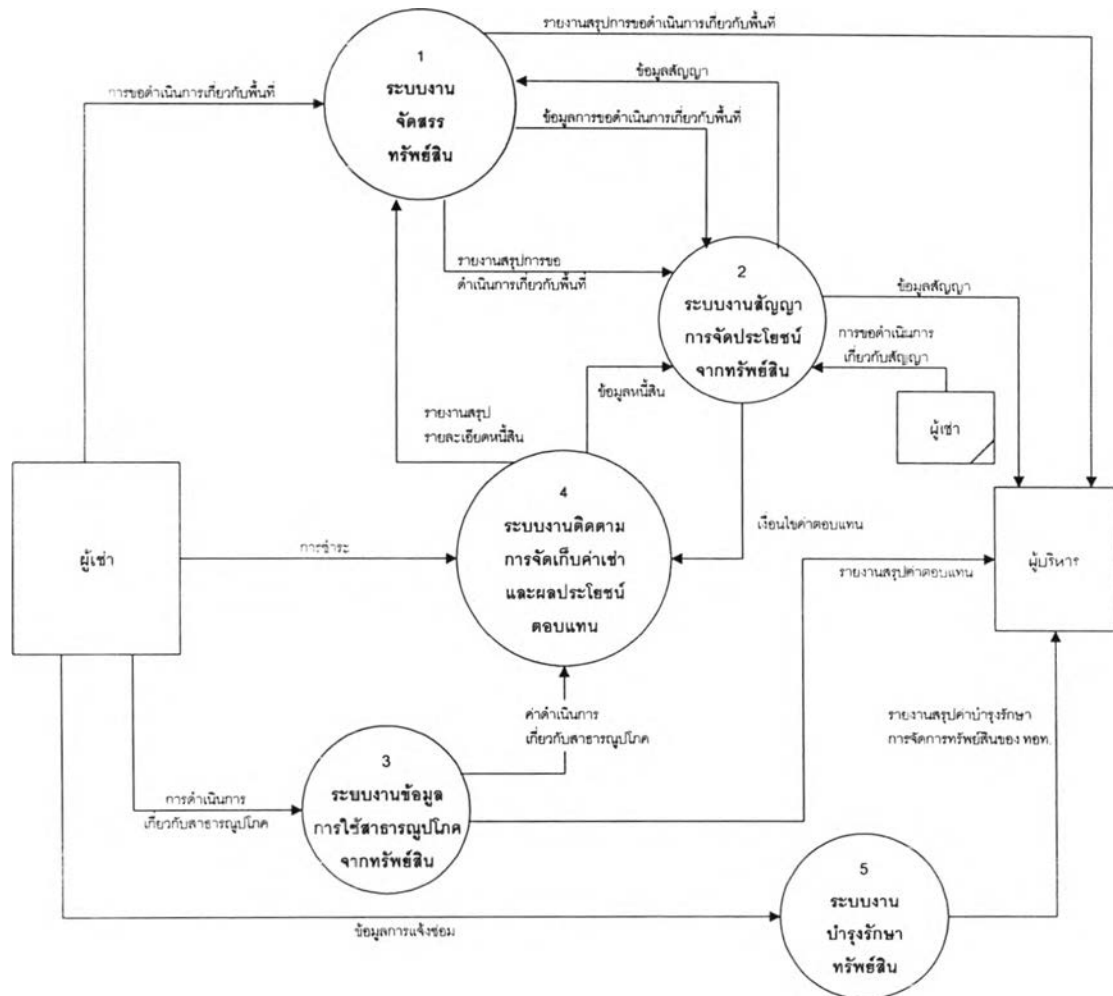 รายงานสรุปการขอดำเนินการเกี่ยวกับพื้นที่
1
ระบบงาน
จัดสรร
ทรัพย์สิน
ข้อมูลสัญญา
การขอดำเนินการเกี่ยวกับพื้นที่
ข้อมูลการขอดำเนินการเกี่ยวกับพื้นที่
รายงานสรุปการขอ
ดำเนินการเกี่ยวกับพื้นที่
2
ระบบงานสัญญา
การจัดประโยชน์
จากทรัพย์สิน
ข้อมูลสัญญา
การขอดำเนินการ
เกี่ยวกับสัญญา
ผู้เช่า
ข้อมูลหนี้สิน
รายงานสรุป
รายละเอียดหนี้สิน
4
ระบบงานติดตาม
การจัดเก็บค่าเช่า
และผลประโยชน์
ตอบแทน
ผู้เช่า
การชำระ
เงื่อนไขค่าตอบแทน
รายงานสรุปค่าตอบแทน
ผู้บริหาร
ค่าดำเนินการ
เกี่ยวกับสาธารณูปโภค
รายงานสรุปค่าบำรุงรักษา
การจัดการทรัพย์สินของ ทอท.
3
ระบบงานข้อมูล
การใช้สาธารณูปโภค
จากทรัพย์สิน
การดำเนินการ
เกี่ยวกับสาธารณูปโภค
5
ระบบงาน
บำรุงรักษา
ทรัพย์สิน
ข้อมูลการแจ้งซ่อม